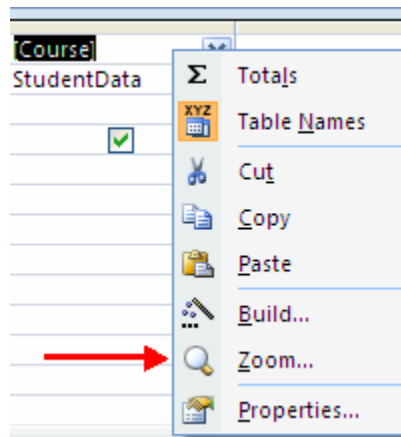 [Course]
StudentData
Σ Totals
XYZ
Table Names
Cut
Copy
Paste
Build...
Zoom...
Properties...